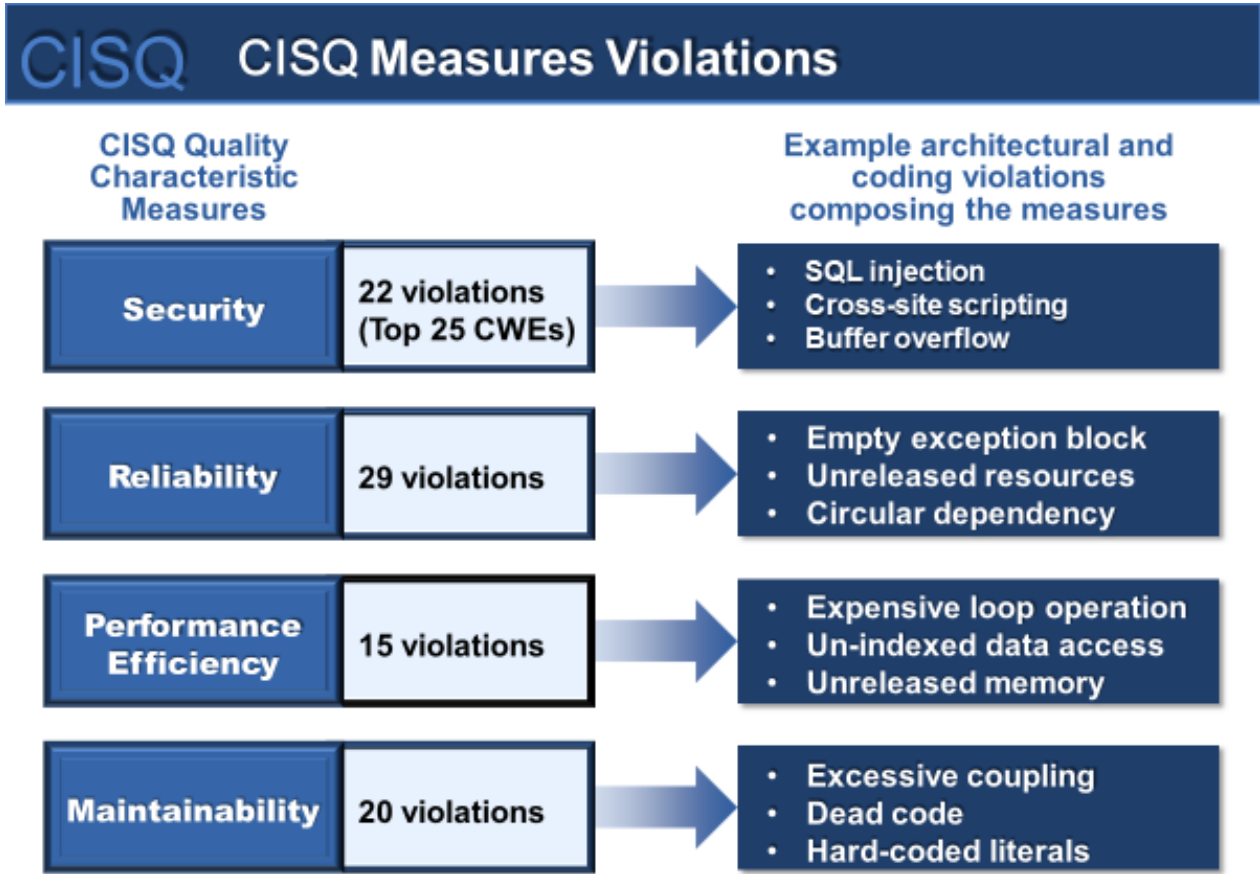 CISQ CISQ Measures Violations
CISQ Quality
Characteristic
Measures
Example architectural and
coding violations
composing the measures
Security
22 violations
(Top 25 CWEs)
• SQL injection
• Cross-site scripting
• Buffer overflow
Reliability
29 violations
• Empty exception block
• Unreleased resources
• Circular dependency
Performance
Efficiency
15 violations
• Expensive loop operation
• Un-indexed data access
• Unreleased memory
Maintainability
20 violations
• Excessive coupling
• Dead code
• Hard-coded literals